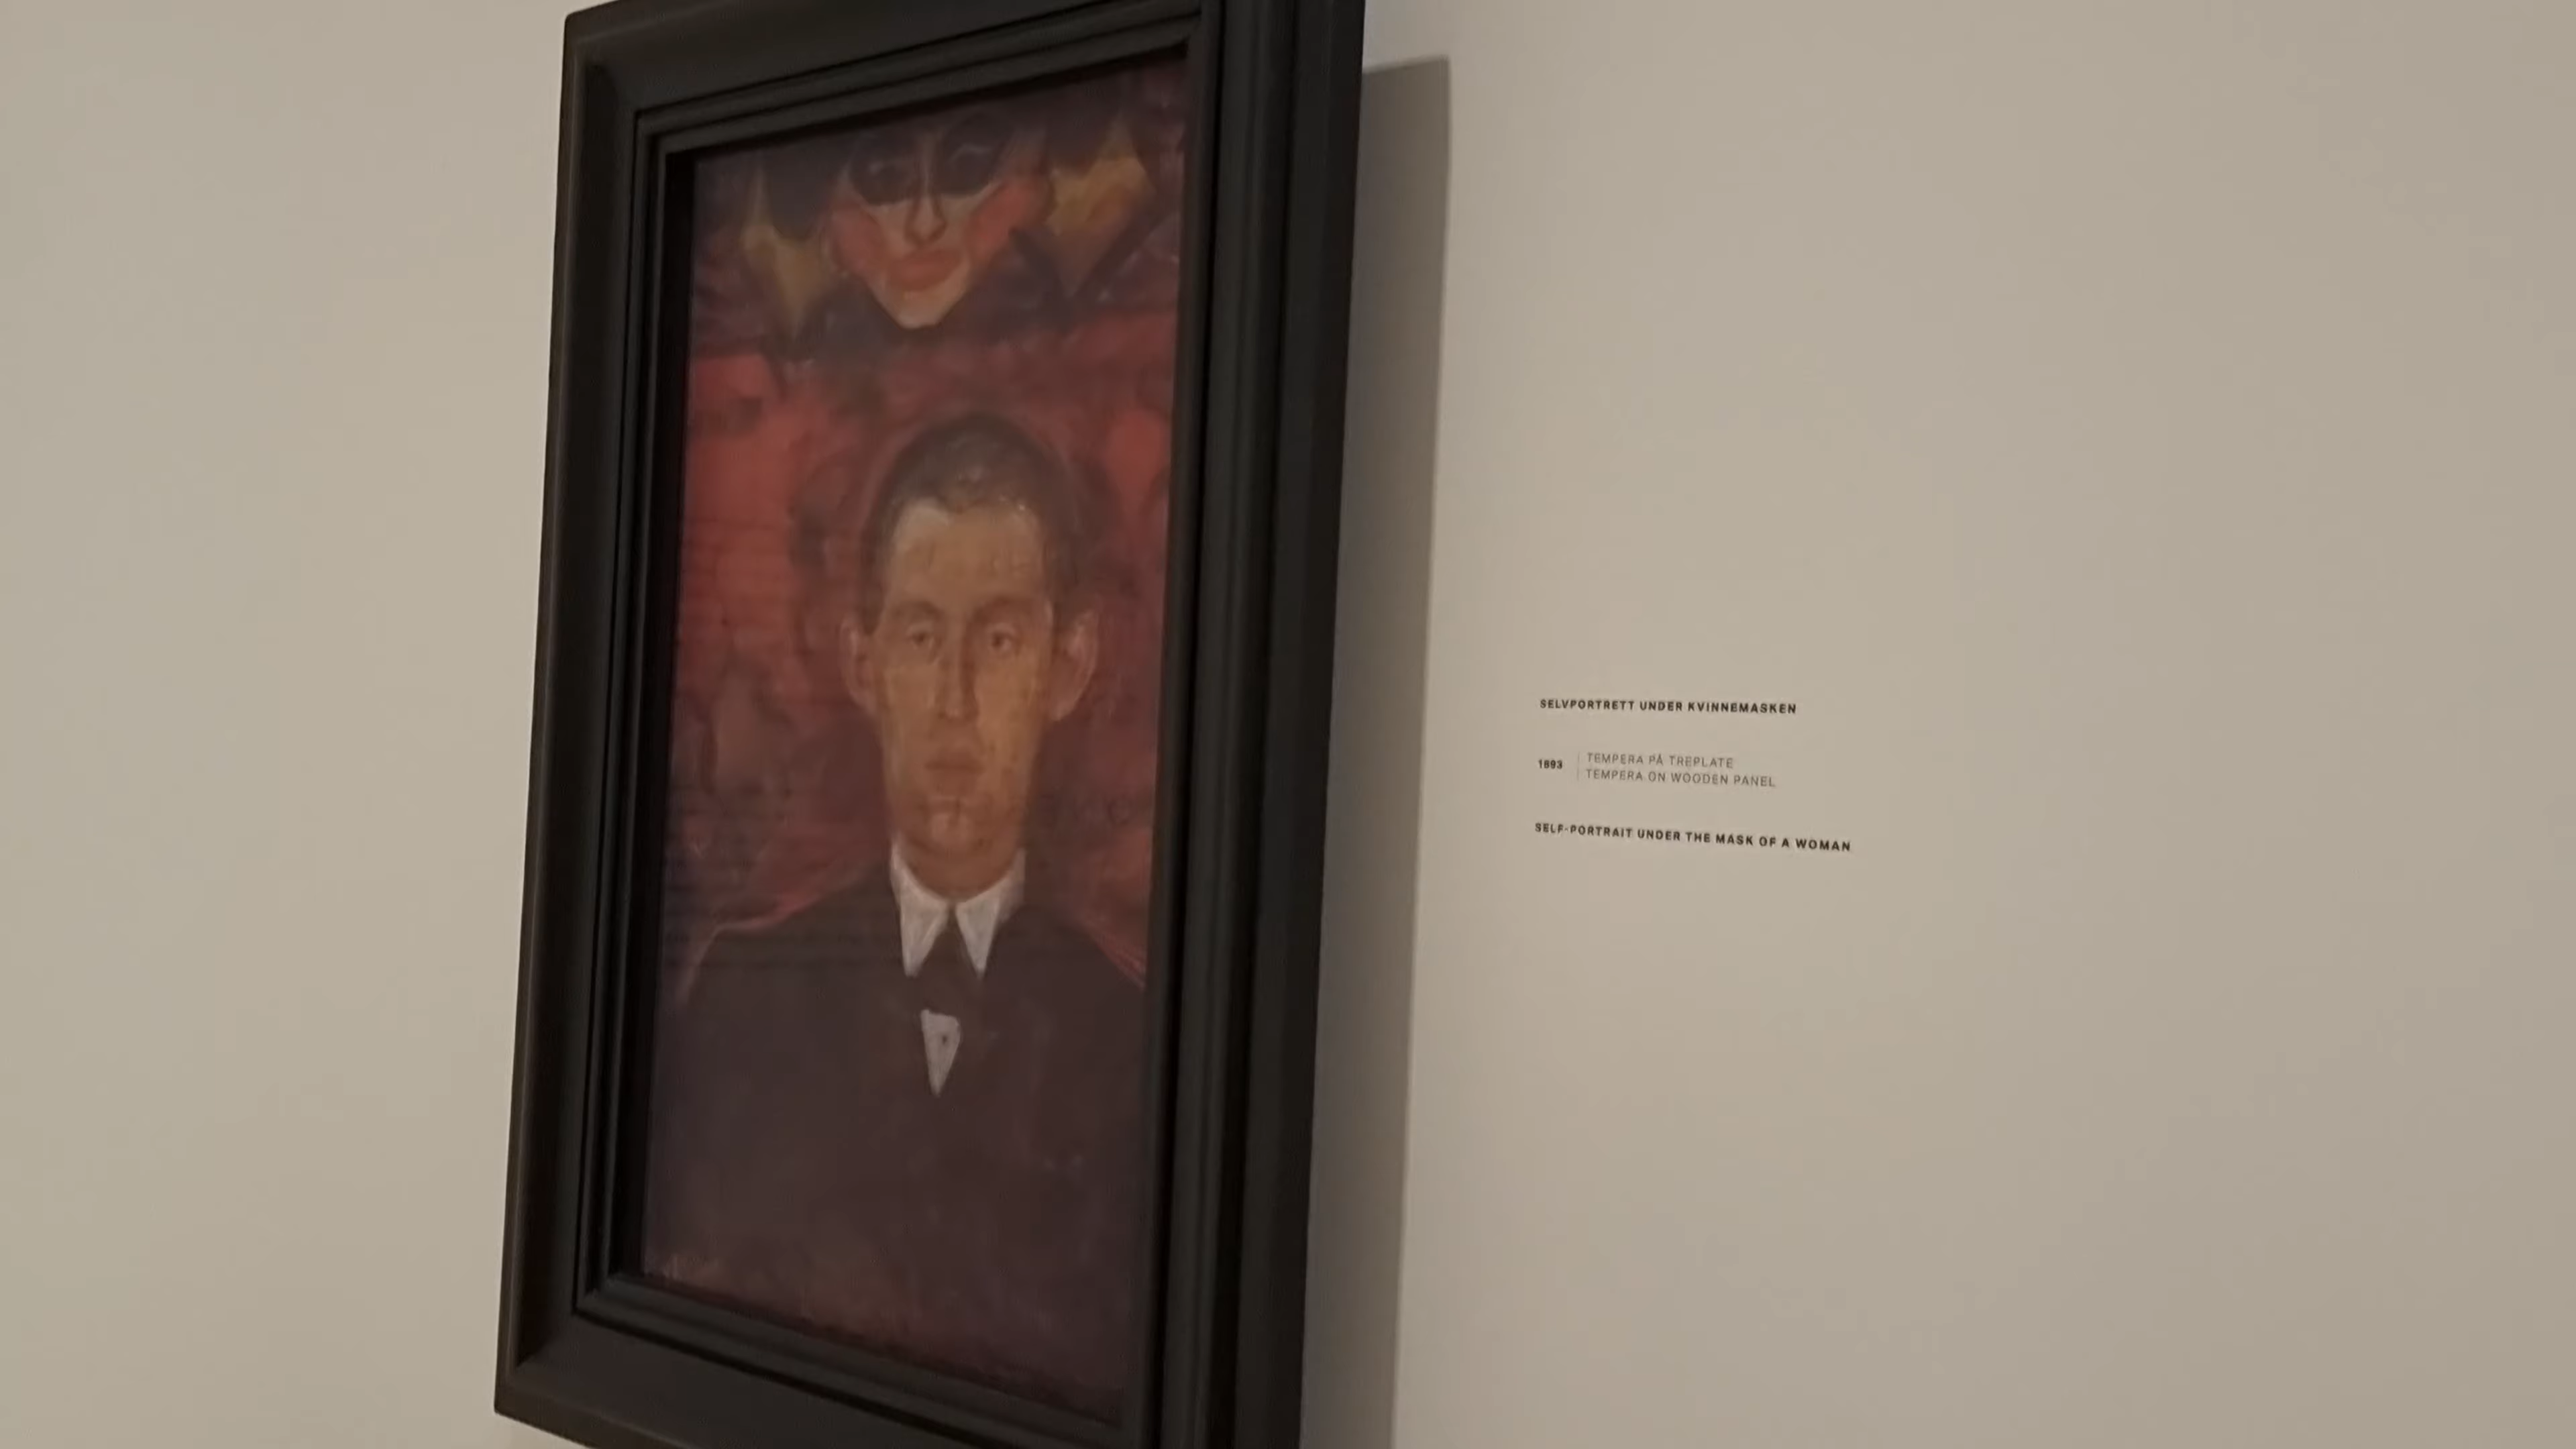 SELVPORTRETT UNDER KVINNEMASKEN
1893
TEMPERA PÅ TREPLATE
TEMPERA ON WOODEN PANEL
SELF-PORTRAIT UNDER THE MASK OF A WOMAN